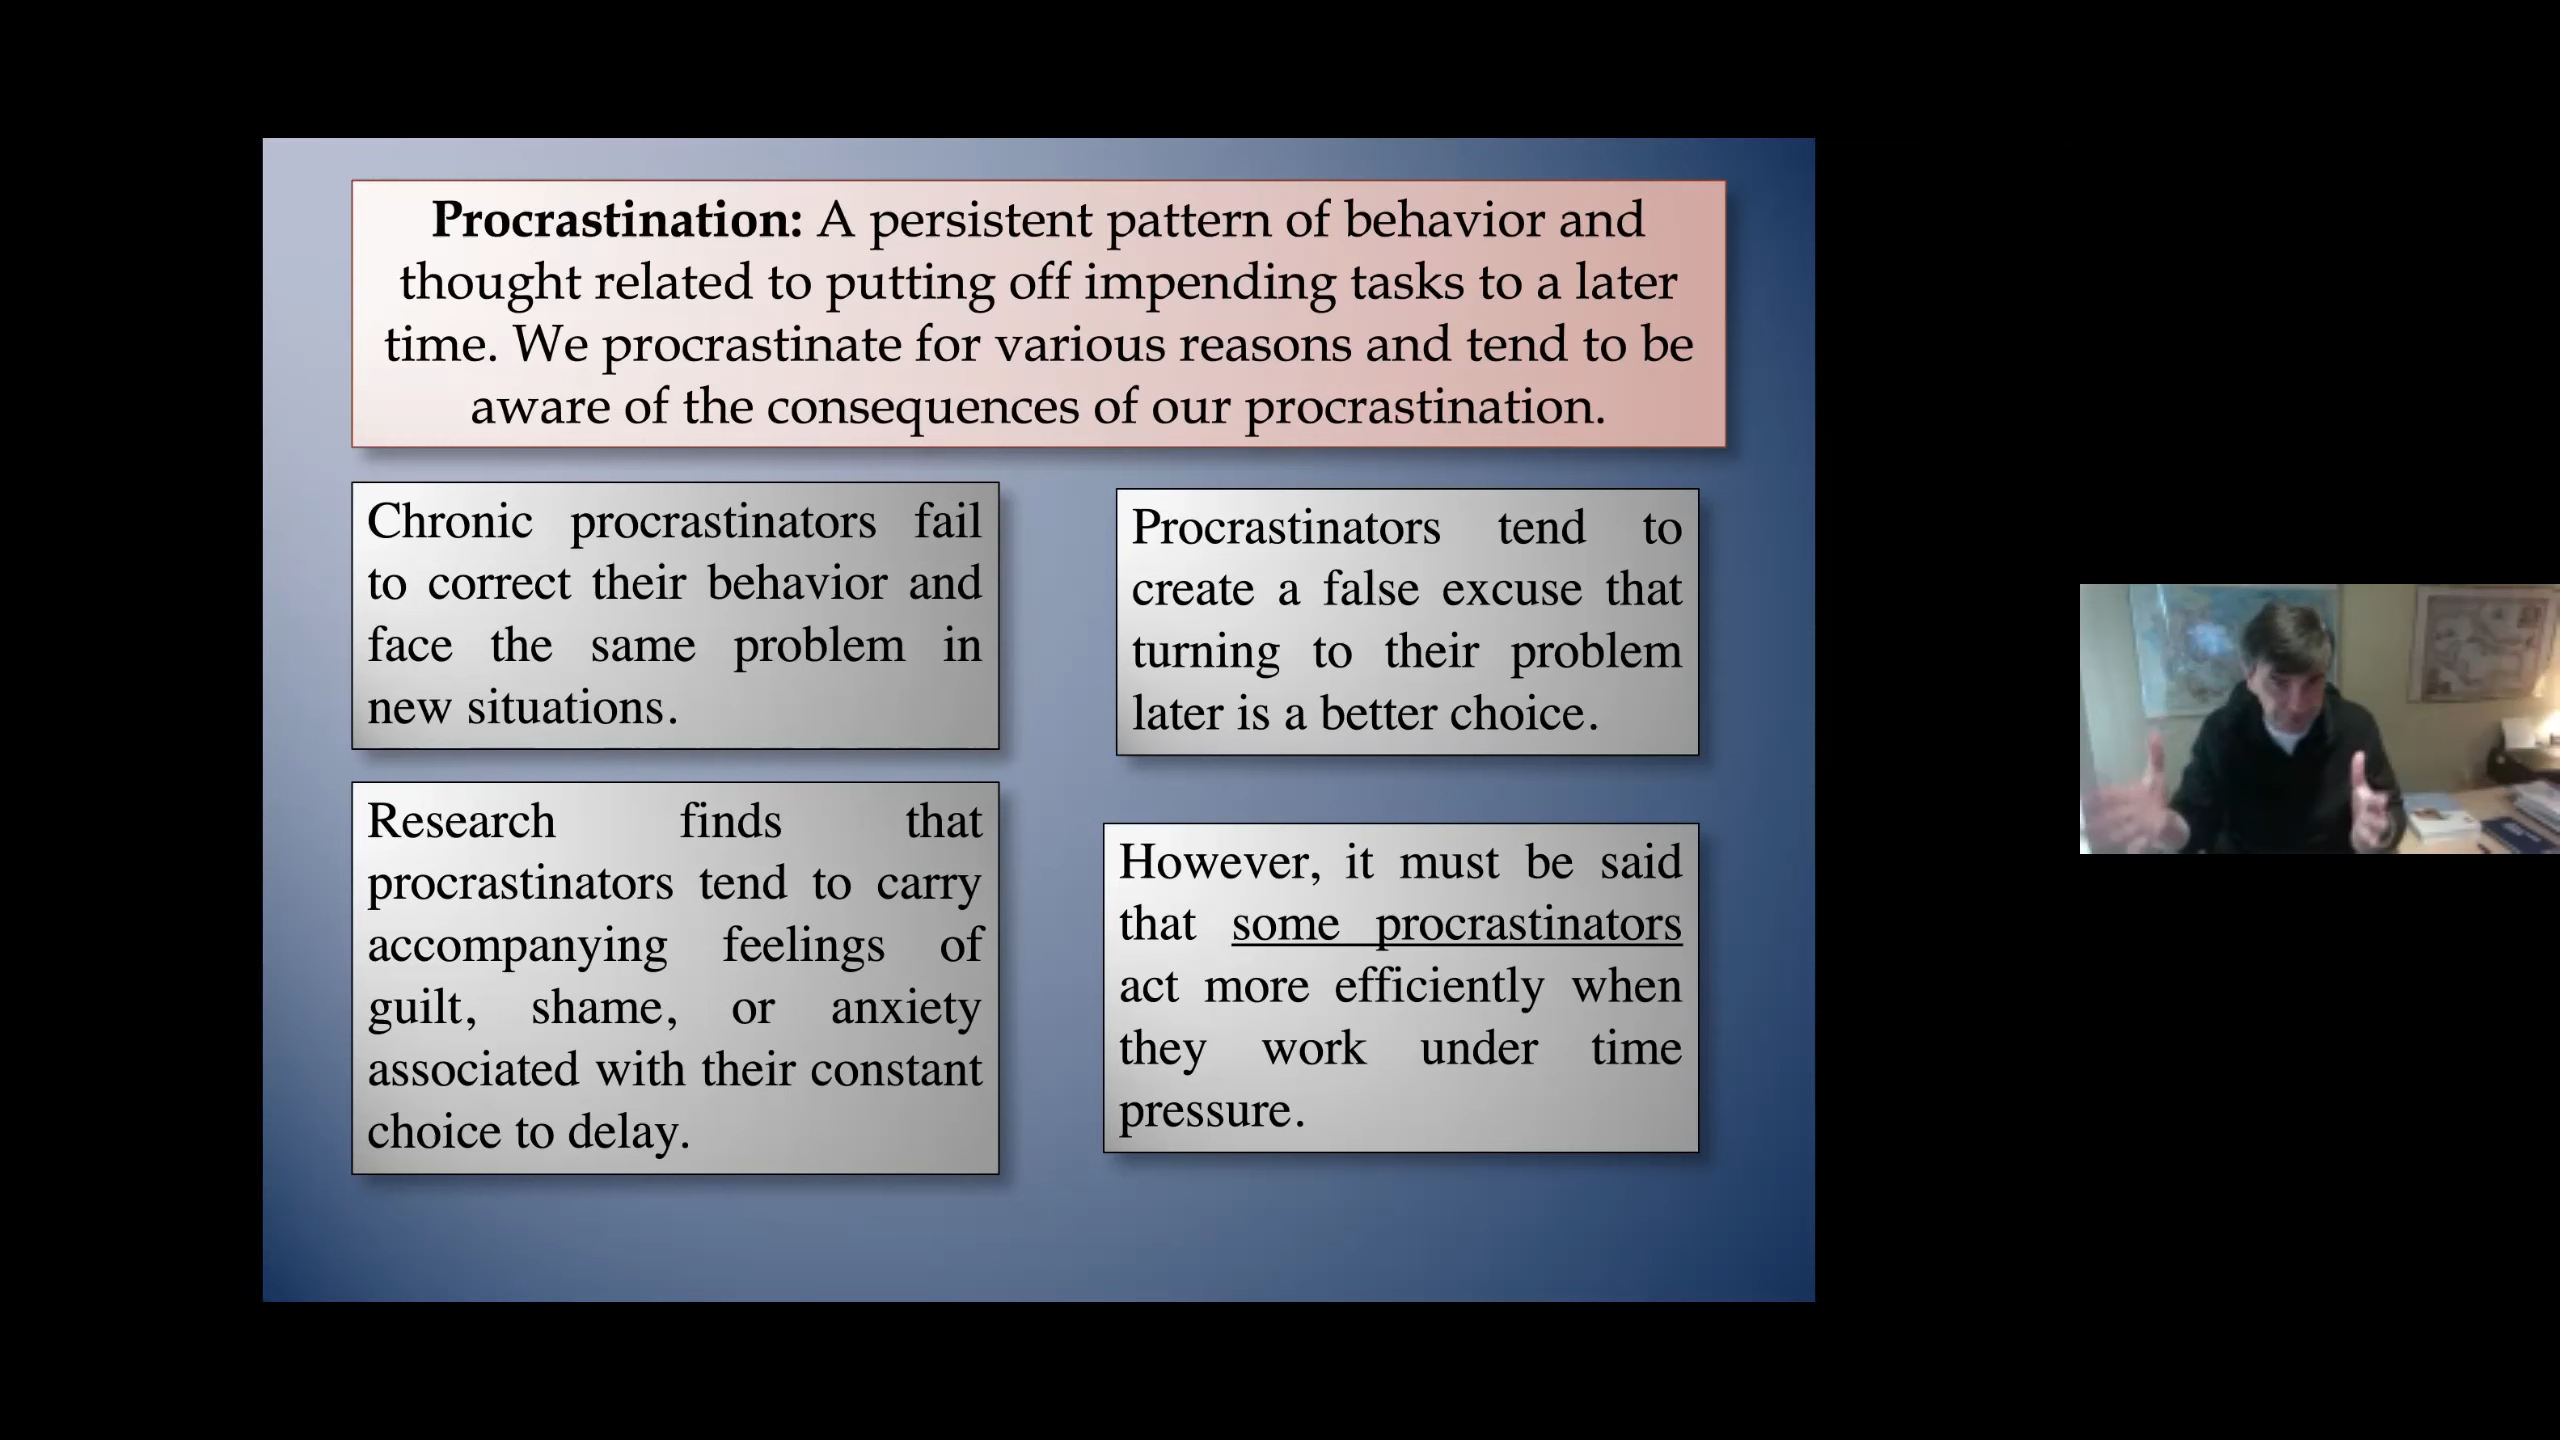 Procrastination: A persistent pattern of behavior and
thought related to putting off impending tasks to a later
time. We procrastinate for various reasons and tend to be
aware of the consequences of our procrastination.
Chronic procrastinators fail
to correct their behavior and
face the same problem in
new situations.
Procrastinators tend to
create a false excuse that
turning to their problem
later is a better choice.
Research finds that
procrastinators tend to carry
accompanying feelings of
guilt, shame, or anxiety
associated with their constant
choice to delay.
However, it must be said
that some procrastinators
act more efficiently when
they work under time
pressure.